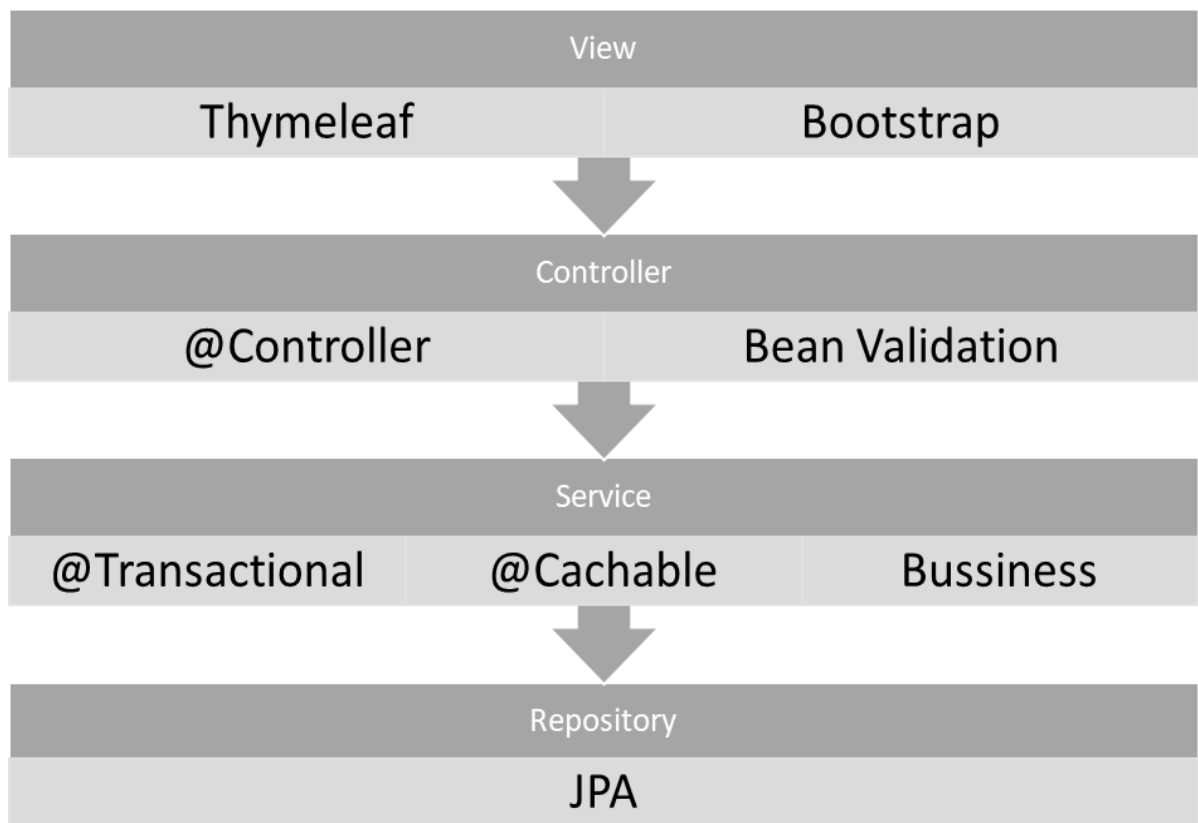 View
Thymeleaf Bootstrap
Controller
@Controller Bean Validation
Service
@Transactional @Cachable Bussiness
Repository
JPA